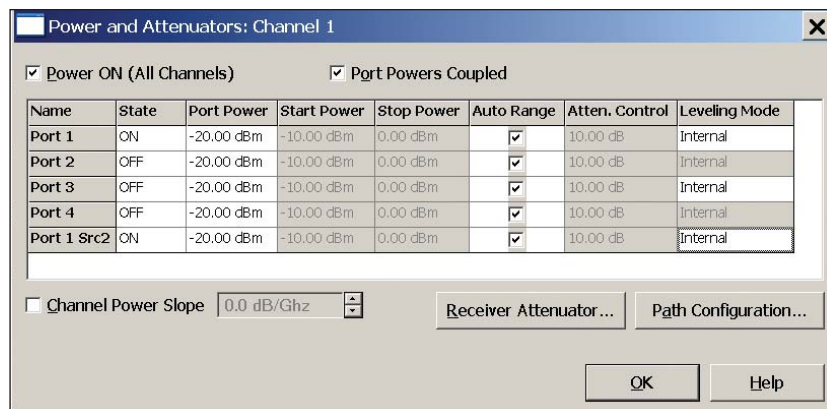 Power and Attenuators: Channel 1
Power ON (All Channels) Port Powers Coupled
Name State Port Power Start Power Stop Power Auto Range Atten. Control Leveling Mode
Port 1 ON -20.00 dBm -10.00 dBm 0.00 dBm 10.00 dB Internal
Port 2 OFF -20.00 dBm -10.00 dBm 0.00 dBm 10.00 dB Internal
Port 3 OFF -20.00 dBm -10.00 dBm 0.00 dBm 10.00 dB Internal
Port 4 OFF -20.00 dBm -10.00 dBm 0.00 dBm 10.00 dB Internal
Port 1 Src2 ON -20.00 dBm -10.00 dBm 0.00 dBm 10.00 dB Internal
Channel Power Slope 0.0 dB/Ghz Receiver Attenuator... Path Configuration...
OK Help